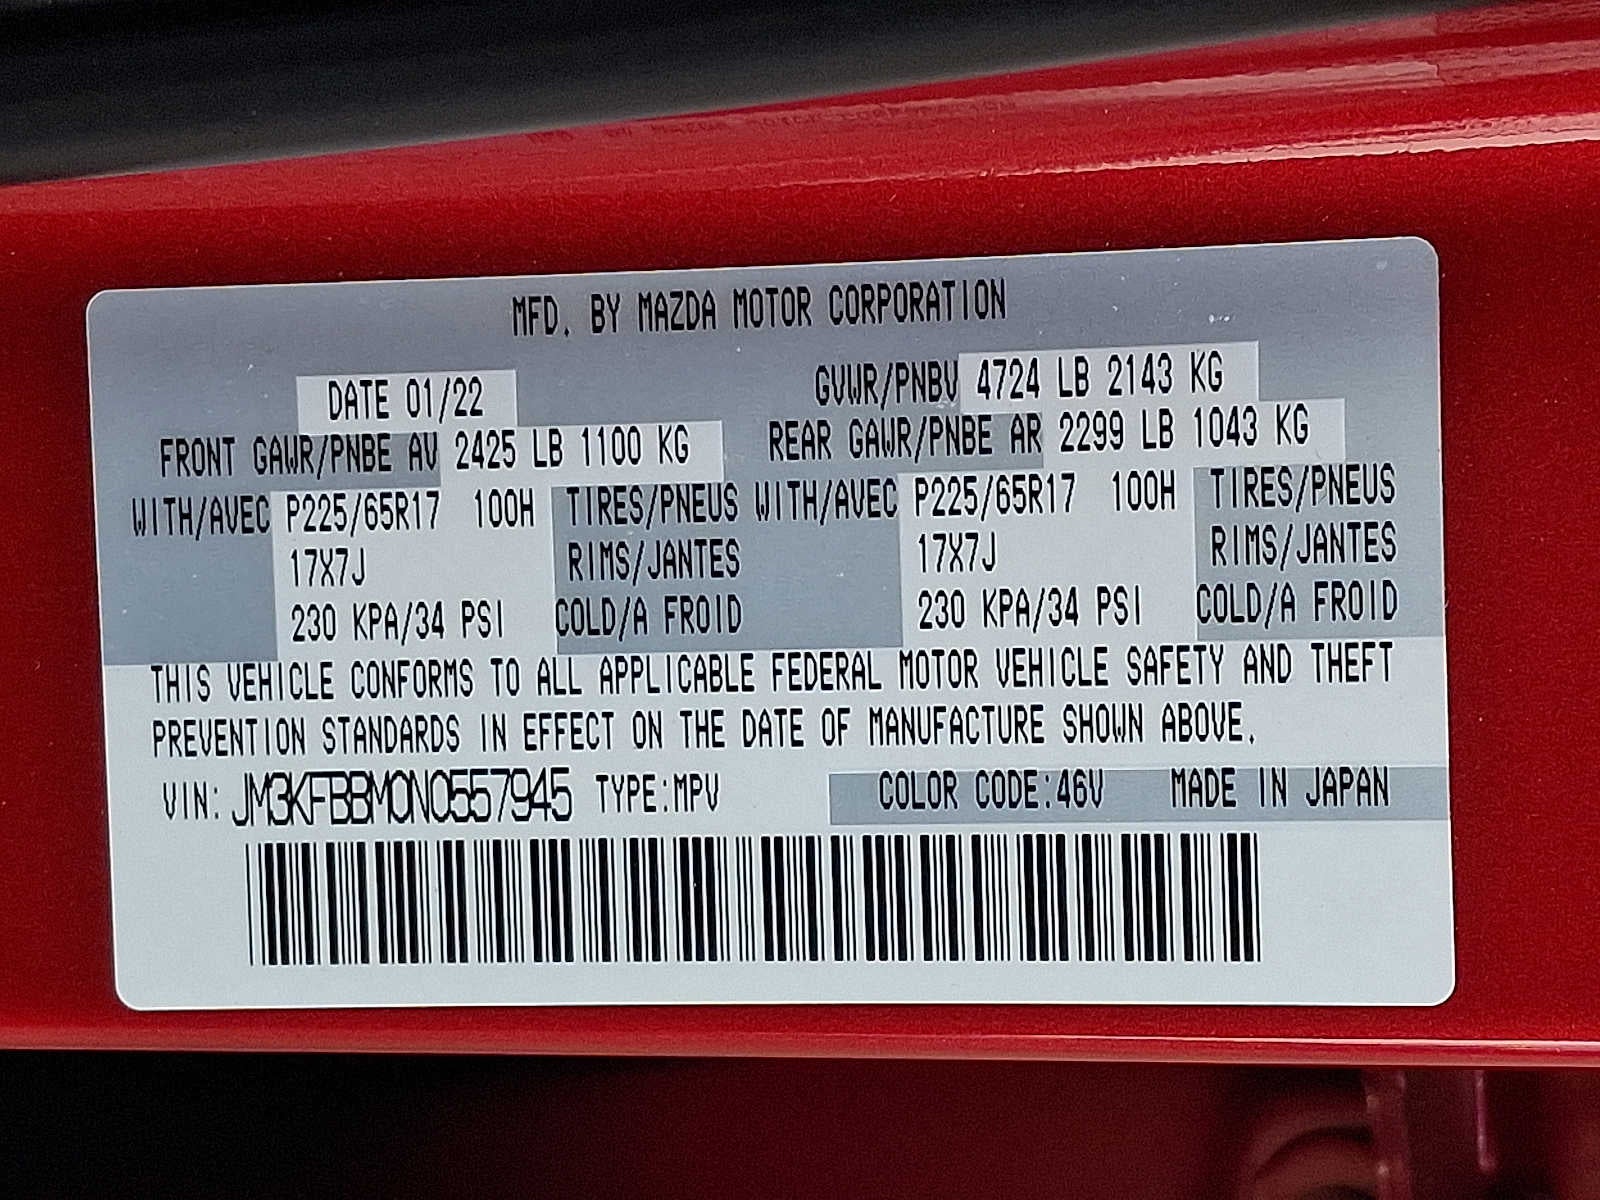 MFD. BY MAZDA MOTOR CORPORATION
DATE 01/22 GVWR/PNBV 4724 LB 2143 KG
FRONT GAWR/PNBE AV 2425 LB 1100 KG REAR GAWR/PNBE AR 2299 LB 1043 KG
WITH/AVEC P225/65R17 100H TIRES/PNEUS WITH/AVEC P225/65R17 100H TIRES/PNEUS
17X7J RIMS/JANTES 17X7J RIMS/JANTES
230 KPA/34 PSI COLD/A FROID 230 KPA/34 PSI COLD/A FROID
THIS VEHICLE CONFORMS TO ALL APPLICABLE FEDERAL MOTOR VEHICLE SAFETY AND THEFT
PREVENTION STANDARDS IN EFFECT ON THE DATE OF MANUFACTURE SHOWN ABOVE.
VIN: JM3KFBBM0N0557945 TYPE:MPV COLOR CODE:46V MADE IN JAPAN